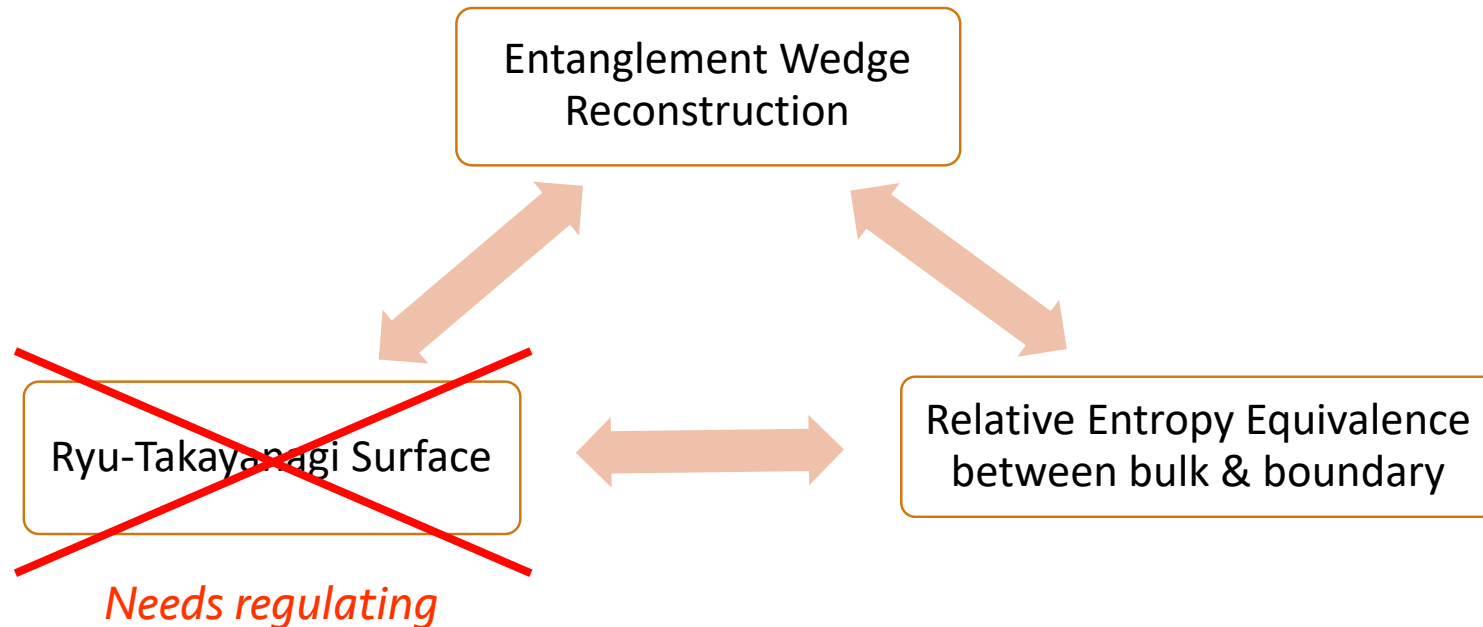 Entanglement Wedge
Reconstruction
Ryu-Takayanagi Surface
Relative Entropy Equivalence
between bulk & boundary
Needs regulating